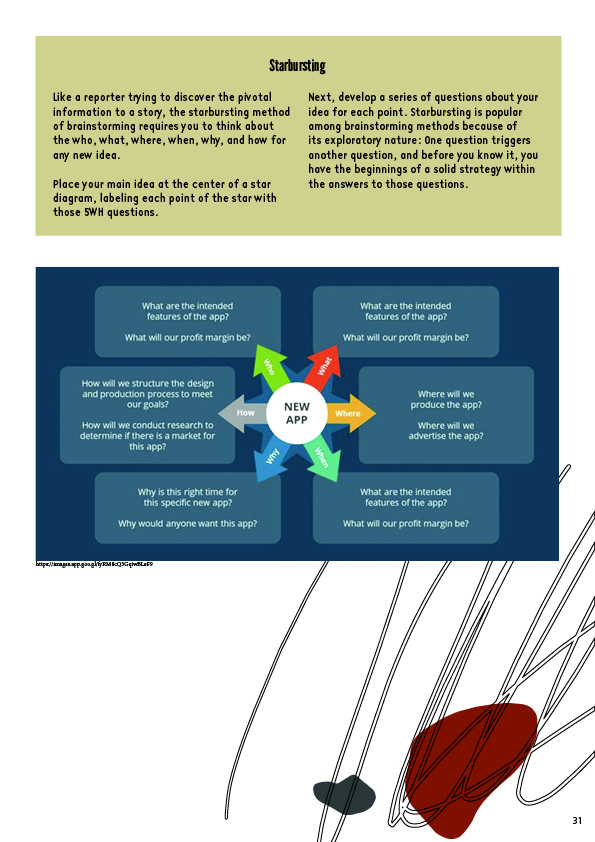 Starbursting
Like a reporter trying to discover the pivotal
information to a story, the starbursting method
of brainstorming requires you to think about
the who, what, where, when, why, and how for
any new idea.
Place your main idea at the center of a star
diagram, labeling each point of the star with
those 5WH questions.
Next, develop a series of questions about your
idea for each point. Starbursting is popular
among brainstorming methods because of
its exploratory nature: One question triggers
another question, and before you know it, you
have the beginnings of a solid strategy within
the answers to those questions.
What are the intended
features of the app?
What will our profit margin be?
What are the intended
features of the app?
What will our profit margin be?
Who
What
How will we structure the design
and production process to meet
our goals?
How will we conduct research to
determine if there is a market for
this app?
How
NEW
APP
Where
Where will we
produce the app?
Where will we
advertise the app?
Why
When
Why is this right time for
this specific new app?
Why would anyone want this app?
What are the intended
features of the app?
What will our profit margin be?
31